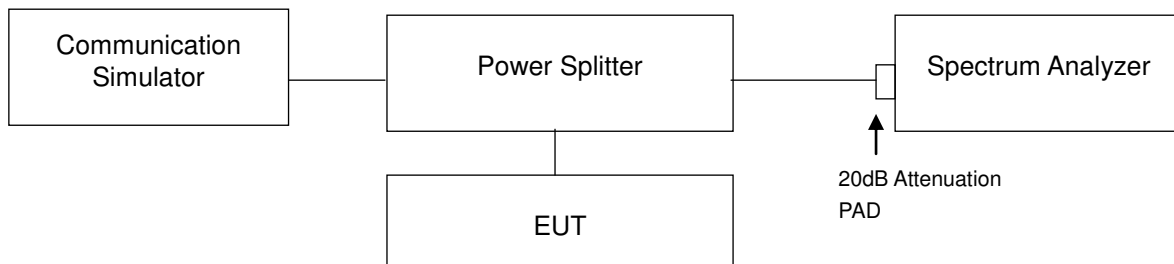 Communication
Simulator
Power Splitter
Spectrum Analyzer
20dB Attenuation
PAD
EUT